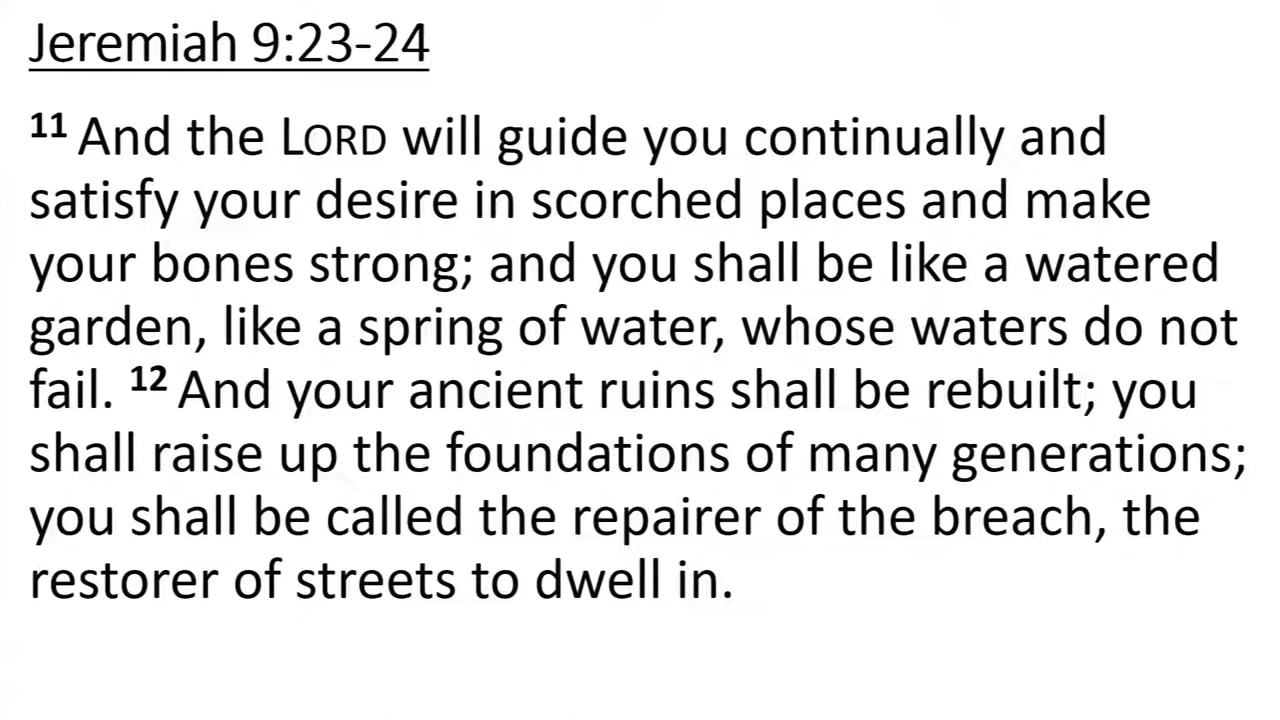 Jeremiah 9:23-24
11 And the LORD will guide you continually and
satisfy your desire in scorched places and make
your bones strong; and you shall be like a watered
garden, like a spring of water, whose waters do not
fail. 12 And your ancient ruins shall be rebuilt; you
shall raise up the foundations of many generations;
you shall be called the repairer of the breach, the
restorer of streets to dwell in.